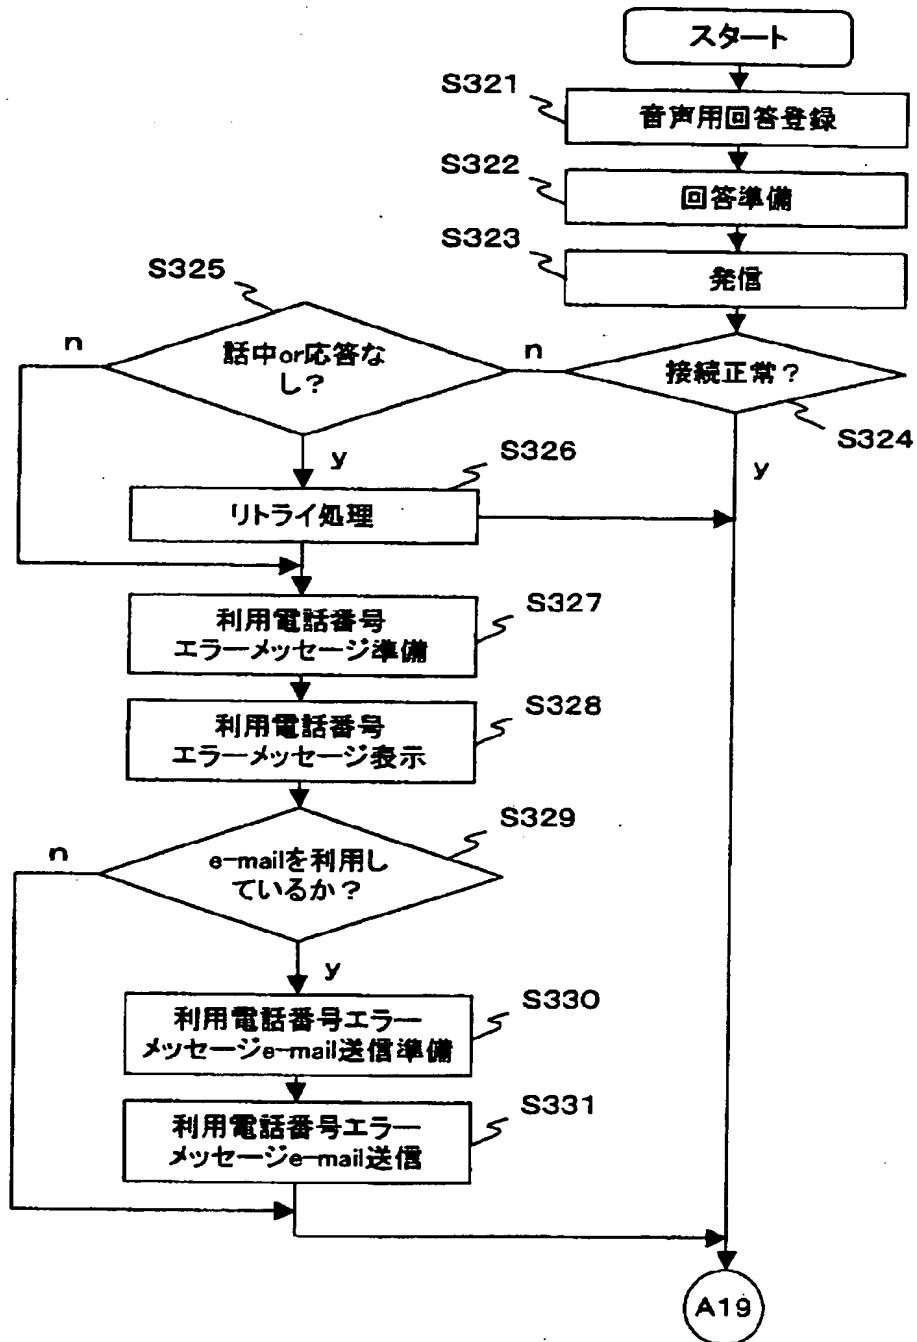 スタート
S321
音声用回答登録
S322
回答準備
S323
発信
S325
n
話中or応答な
し？
n
接続正常？
S324
y
y
S326
リトライ処理
S327
利用電話番号
エラーメッセージ準備
S328
利用電話番号
エラーメッセージ表示
S329
n
e-mailを利用し
ているか？
y
S330
利用電話番号エラー
メッセージe-mail送信準備
S331
利用電話番号エラー
メッセージe-mail送信
A19